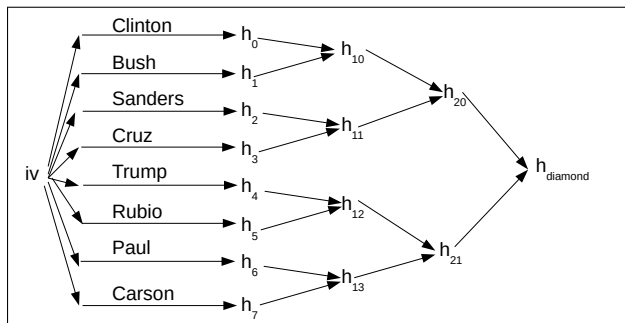 Clinton
h0
Bush
h10
h1
h20
Sanders
h2
h11
Cruz
h3
iv
hdiamond
Trump
h4
Rubio
h12
h5
h21
Paul
h6
h13
Carson
h7